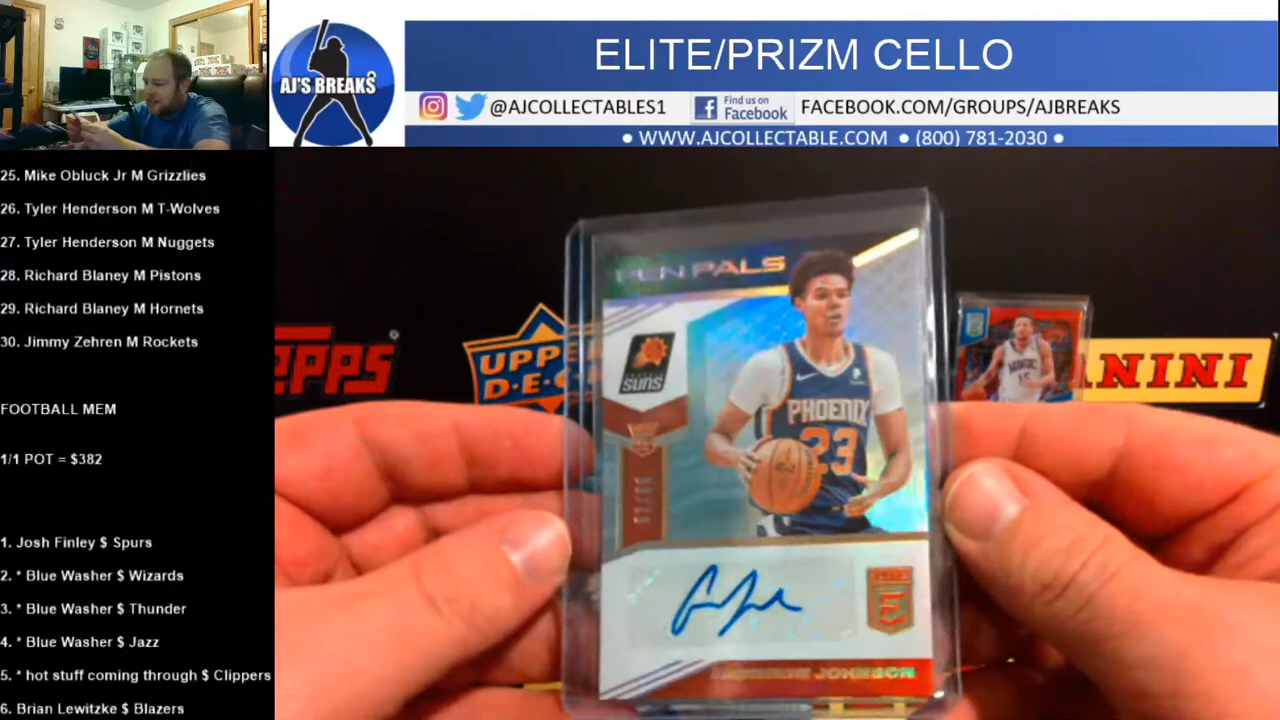 ELITE/PRIZM CELLO
AJ'S BREAKS
@AJCOLLECTABLES1
Find us on
Facebook
FACEBOOK.COM/GROUPS/AJBREAKS
● WWW.AJCOLLECTABLE.COM ● (800) 781-2030 ●
25. Mike Obluck Jr M Grizzlies
26. Tyler Henderson M T-Wolves
27. Tyler Henderson M Nuggets
28. Richard Blaney M Pistons
29. Richard Blaney M Hornets
30. Jimmy Zehren M Rockets
FOOTBALL MEM
1/1 POT = $382
1. Josh Finley $ Spurs
2. * Blue Washer $ Wizards
3. * Blue Washer $ Thunder
4. * Blue Washer $ Jazz
5. * hot stuff coming through $ Clippers
6. Brian Lewitzke $ Blazers
PEN PALS
SUNS
PHOENIX
23
JOHNSON
TOPPS
UPPER
DECK
MAGIC
PANINI